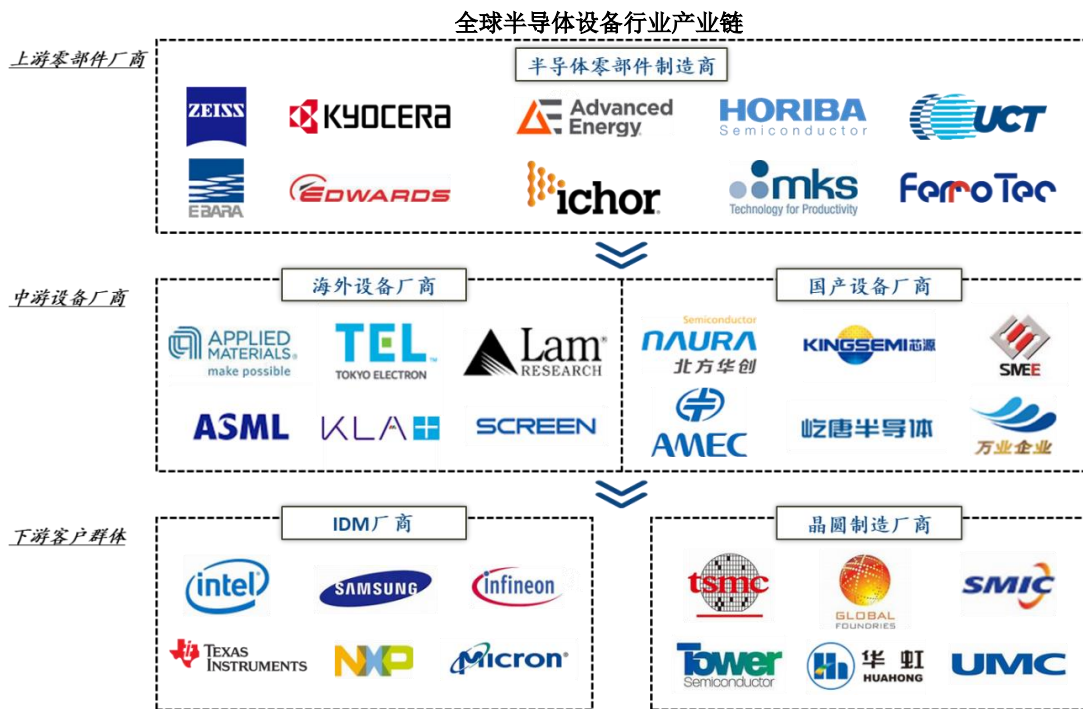 全球半导体设备行业产业链
上游零部件厂商
半导体零部件制造商
ZEISS
KYOCERA
Advanced
Energy
HORIBA
Semiconductor
UCT
EBARA
EDWARDS
ichor
mks
Technology for Productivity
FerroTec
中游设备厂商
海外设备厂商
APPLIED
MATERIALS®
make possible
TEL™
TOKYO ELECTRON
Lam®
RESEARCH
ASML
KLA
SCREEN
国产设备厂商
Semiconductor
NAURA
北方华创
KINGSEMI芯源
SMEE
AMEC
屹唐半导体
万业企业
下游客户群体
IDM厂商
intel®
SAMSUNG
infineon
TEXAS
INSTRUMENTS
NXP
Micron®
晶圆制造厂商
tsmc
GLOBAL
FOUNDRIES
SMIC
Tower
Semiconductor
华虹
HUAHONG
UMC